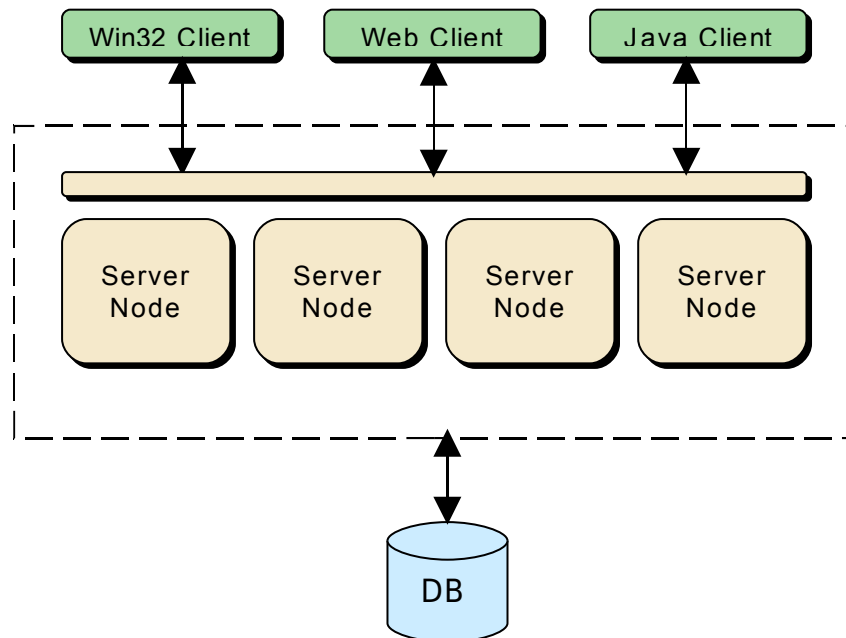 Win32 Client
Web Client
Java Client
Server
Node
Server
Node
Server
Node
Server
Node
DB